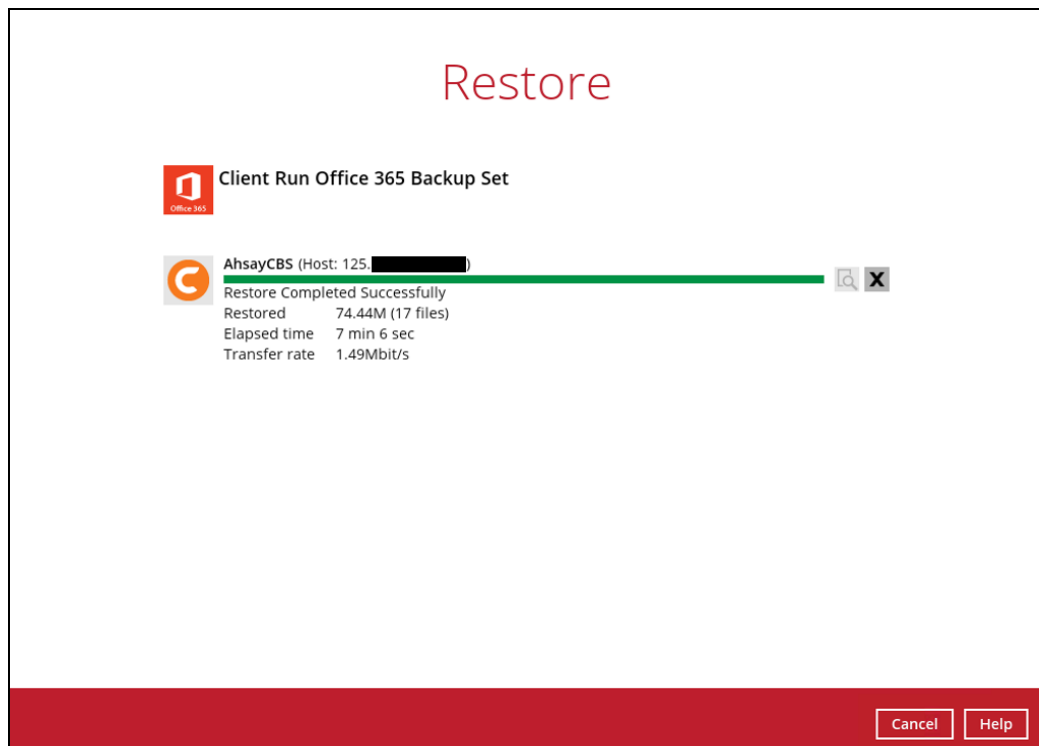 Restore
Client Run Office 365 Backup Set
Office 365
AhsayCBS (Host: 125. )
X
Restore Completed Successfully
Restored 74.44M (17 files)
Elapsed time 7 min 6 sec
Transfer rate 1.49Mbit/s
Cancel Help